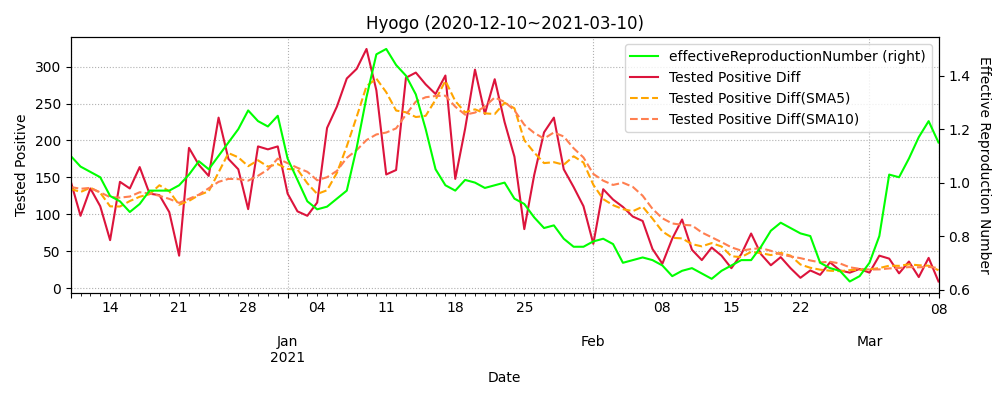 Hyogo (2020-12-10~2021-03-10)
effectiveReproductionNumber (right)
Tested Positive Diff
Tested Positive Diff(SMA5)
Tested Positive Diff(SMA10)
Tested Positive
300
250
200
150
100
50
0
1.4
1.2
1.0
0.8
0.6
Effective Reproduction Number
14 21 28 04 11 18 25 08 15 22 08
Jan Feb Mar
2021
Date